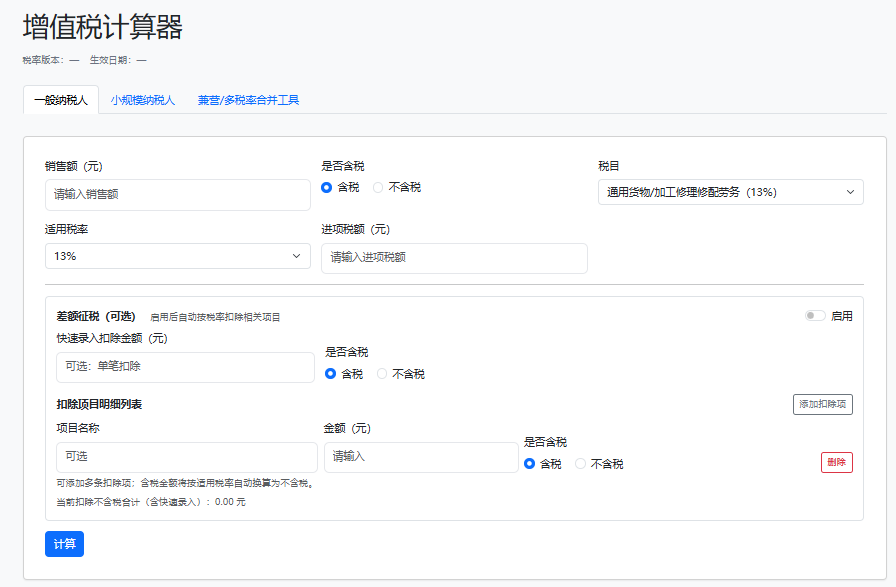 增值税计算器
税率版本： — 生效日期： —
一般纳税人 小规模纳税人 兼营/多税率合并工具
销售额（元） 是否含税 税目
请输入销售额 含税 不含税 通用货物/加工修理修配劳务（13%）
适用税率 进项税额（元）
13% 请输入进项税额
差额征税（可选） 启用后自动按税率扣除相关项目 启用
快速录入扣除金额（元）
是否含税
可选：单笔扣除 含税 不含税
扣除项目明细列表 添加扣除项
项目名称 金额（元） 是否含税
可选 请输入 含税 不含税 删除
可添加多条扣除项；含税金额将按适用税率自动换算为不含税。
当前扣除不含税合计（含快速录入）：0.00 元
计算